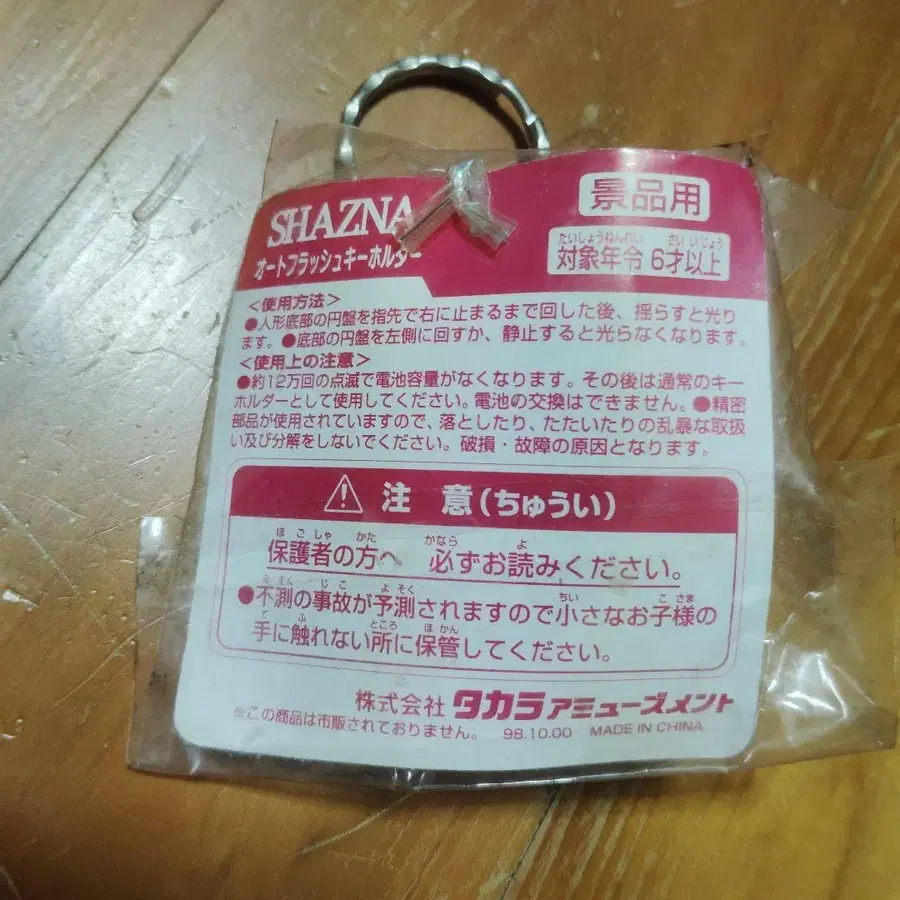 SHAZNA
オートフラッシュキーホルダー
景品用
たいしょうねんれい さい いじょう
対象年令 6才以上
<使用方法>
●人形底部の円盤を指先で右に止まるまで回した後、揺らすと光り
ます。●底部の円盤を左側に回すか、静止すると光らなくなります。
<使用上の注意>
●約12万回の点滅で電池容量がなくなります。その後は通常のキー
ホルダーとして使用してください。電池の交換はできません。●精密
部品が使用されていますので、落としたり、たたいたりの乱暴な取扱
い及び分解をしないでください。破損・故障の原因となります。
⚠ 注 意(ちゅうい)
ほ ご しゃ かた かなら よ
保護者の方へ 必ずお読みください。
ふ そく じ こ よ そく ちい こ さま
●不測の事故が予測されますので小さなお子様の
て ふ ところ ほ かん
手に触れない所に保管してください。
株式会社 タカラアミューズメント
※この商品は市販されておりません。 98.10.00 MADE IN CHINA